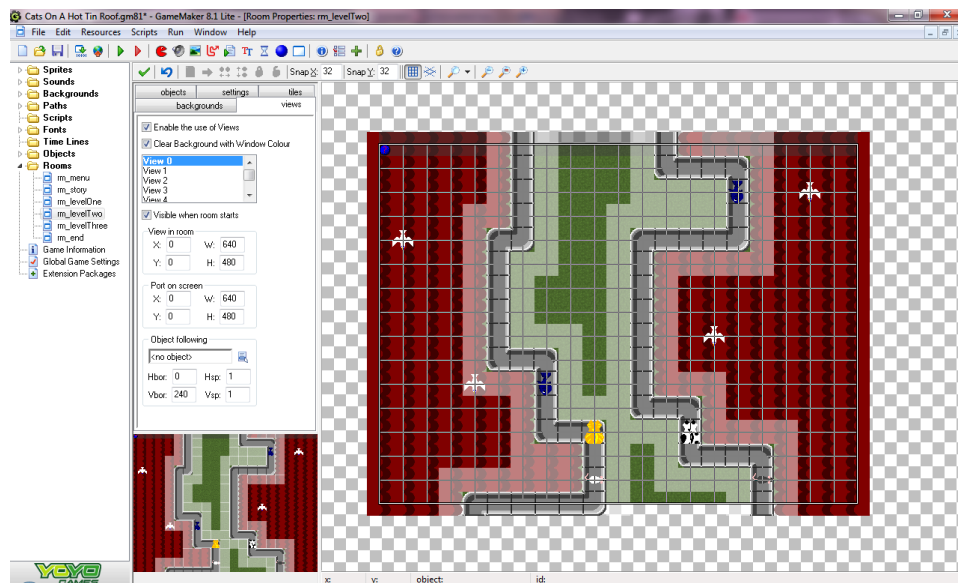 Cats On A Hot Tin Roof.gm81* - GameMaker 8.1 Lite - [Room Properties: rm_levelTwo]
File Edit Resources Scripts Run Window Help
Sprites
Sounds
Backgrounds
Paths
Scripts
Fonts
Time Lines
Objects
Rooms
rm_menu
rm_story
rm_levelOne
rm_levelTwo
rm_levelThree
rm_end
Game Information
Global Game Settings
Extension Packages
Snap X: 32 Snap Y: 32
objects settings tiles
backgrounds views
Enable the use of Views
Clear Background with Window Colour
View 0
View 1
View 2
View 3
View 4
Visible when room starts
View in room
X: 0 W: 640
Y: 0 H: 480
Port on screen
X: 0 W: 640
Y: 0 H: 480
Object following
<no object>
Hbor: 0 Hsp: 1
Vbor: 240 Vsp: 1
YOYO
GAMES
x: y: object: id: